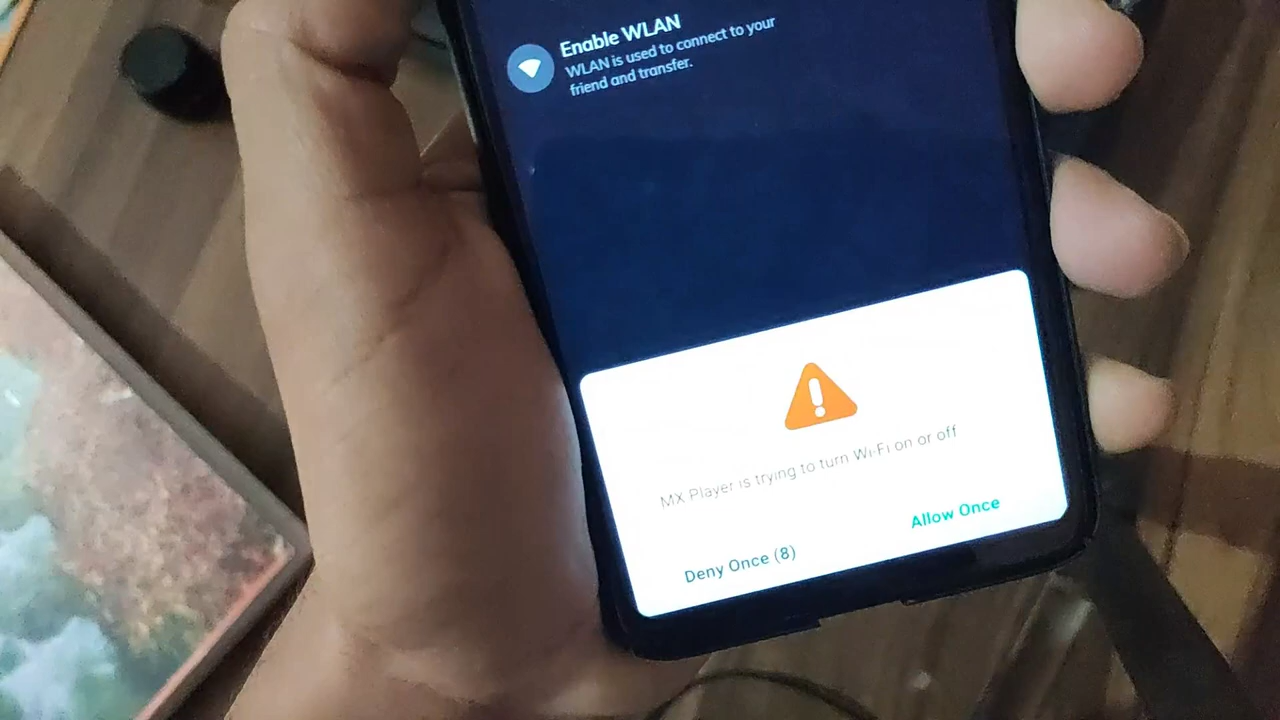 Enable WLAN
WLAN is used to connect to your
friend and transfer.
MX Player is trying to turn Wi-Fi on or off
Deny Once (8)
Allow Once